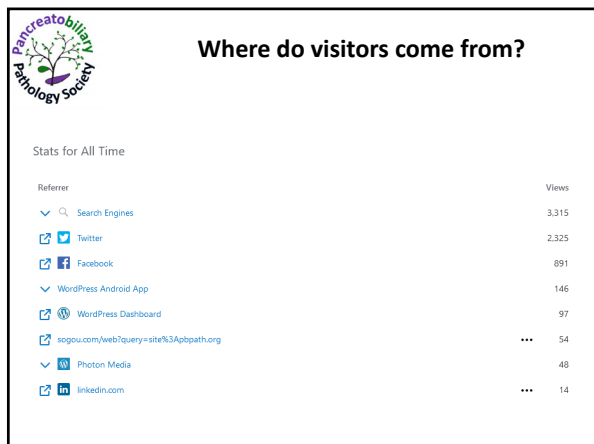 Pancreatobiliary
Pathology Society
Where do visitors come from?
Stats for All Time
Referrer Views
Search Engines 3,315
Twitter 2,325
Facebook 891
WordPress Android App 146
WordPress Dashboard 97
sogou.com/web?query=site%3Apbpath.org ••• 54
Photon Media 48
linkedin.com ••• 14